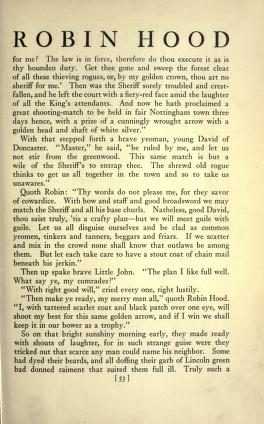 ROBIN HOOD
for me? The law is in force, therefore do thou execute it as is
thy bounden duty. Get thee gone and sweep the forest clear
of all these thieving rogues, or, by my golden crown, thou art no
sheriff for me.' Then was the Sheriff sorely troubled and crest-
fallen, and he left the court with a fiery-red face amid the laughter
of all the King's attendants. And now he hath proclaimed a
great shooting-match to be held in fair Nottingham town three
days hence, with a prize of a cunningly wrought arrow with a
golden head and shaft of white silver."
With that stepped forth a brave yeoman, young David of
Doncaster. "Master," he said, "be ruled by me, and let us
not stir from the greenwood. This same match is but a
wile of the Sheriff's to entrap thee. The shrewd old rogue
thinks to get us all together in the town and so to take us
unawares."
Quoth Robin: "Thy words do not please me, for they savor
of cowardice. With bow and staff and good broadsword we may
match the Sheriff and all his base churls. Natheless, good David,
thou saist truly, 'tis a crafty plan—but we will meet guile with
guile. Let us all disguise ourselves and be clad as common
yeomen, tinkers and tanners, beggars and friars. If we scatter
and mix in the crowd none shall know that outlaws be among
them. But let each take care to have a stout coat of chain mail
beneath his jerkin."
Then up spake brave Little John. "The plan I like full well.
What say ye, my comrades?"
"With right good will," cried every one, right lustily.
"Then make ye ready, my merry men all," quoth Robin Hood.
"I, with tattered scarlet coat and black patch over one eye, will
shoot my best for this same golden arrow, and if I win we shall
keep it in our bower as a trophy."
So on that bright sunshiny morning early, they made ready
with shouts of laughter, for in such strange guise were they
tricked out that scarce any man could name his neighbor. Some
had dyed their beards, and all doffing their garb of Lincoln green
had donned raiment that suited them full ill. Truly such a
[53]